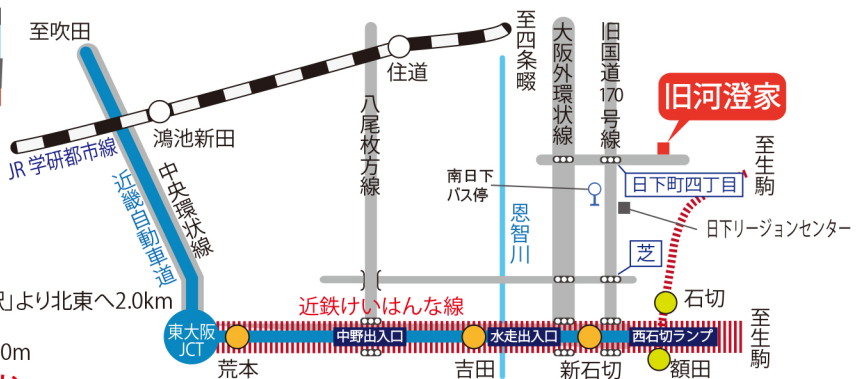 至吹田
JR 学研都市線
鴻池新田
住道
至四条畷
近畿自動車道
中央環状線
八尾枚方線
大阪外環状線
旧国道170号線
旧河澄家
至生駒
南日下
バス停
日下町四丁目
日下リージョンセンター
恩智川
芝
」より北東へ2.0km
0m
近鉄けいはんな線
石切
東大阪
JCT
中野出入口
水走出入口
西石切ランプ
至生駒
荒本
吉田
新石切
額田